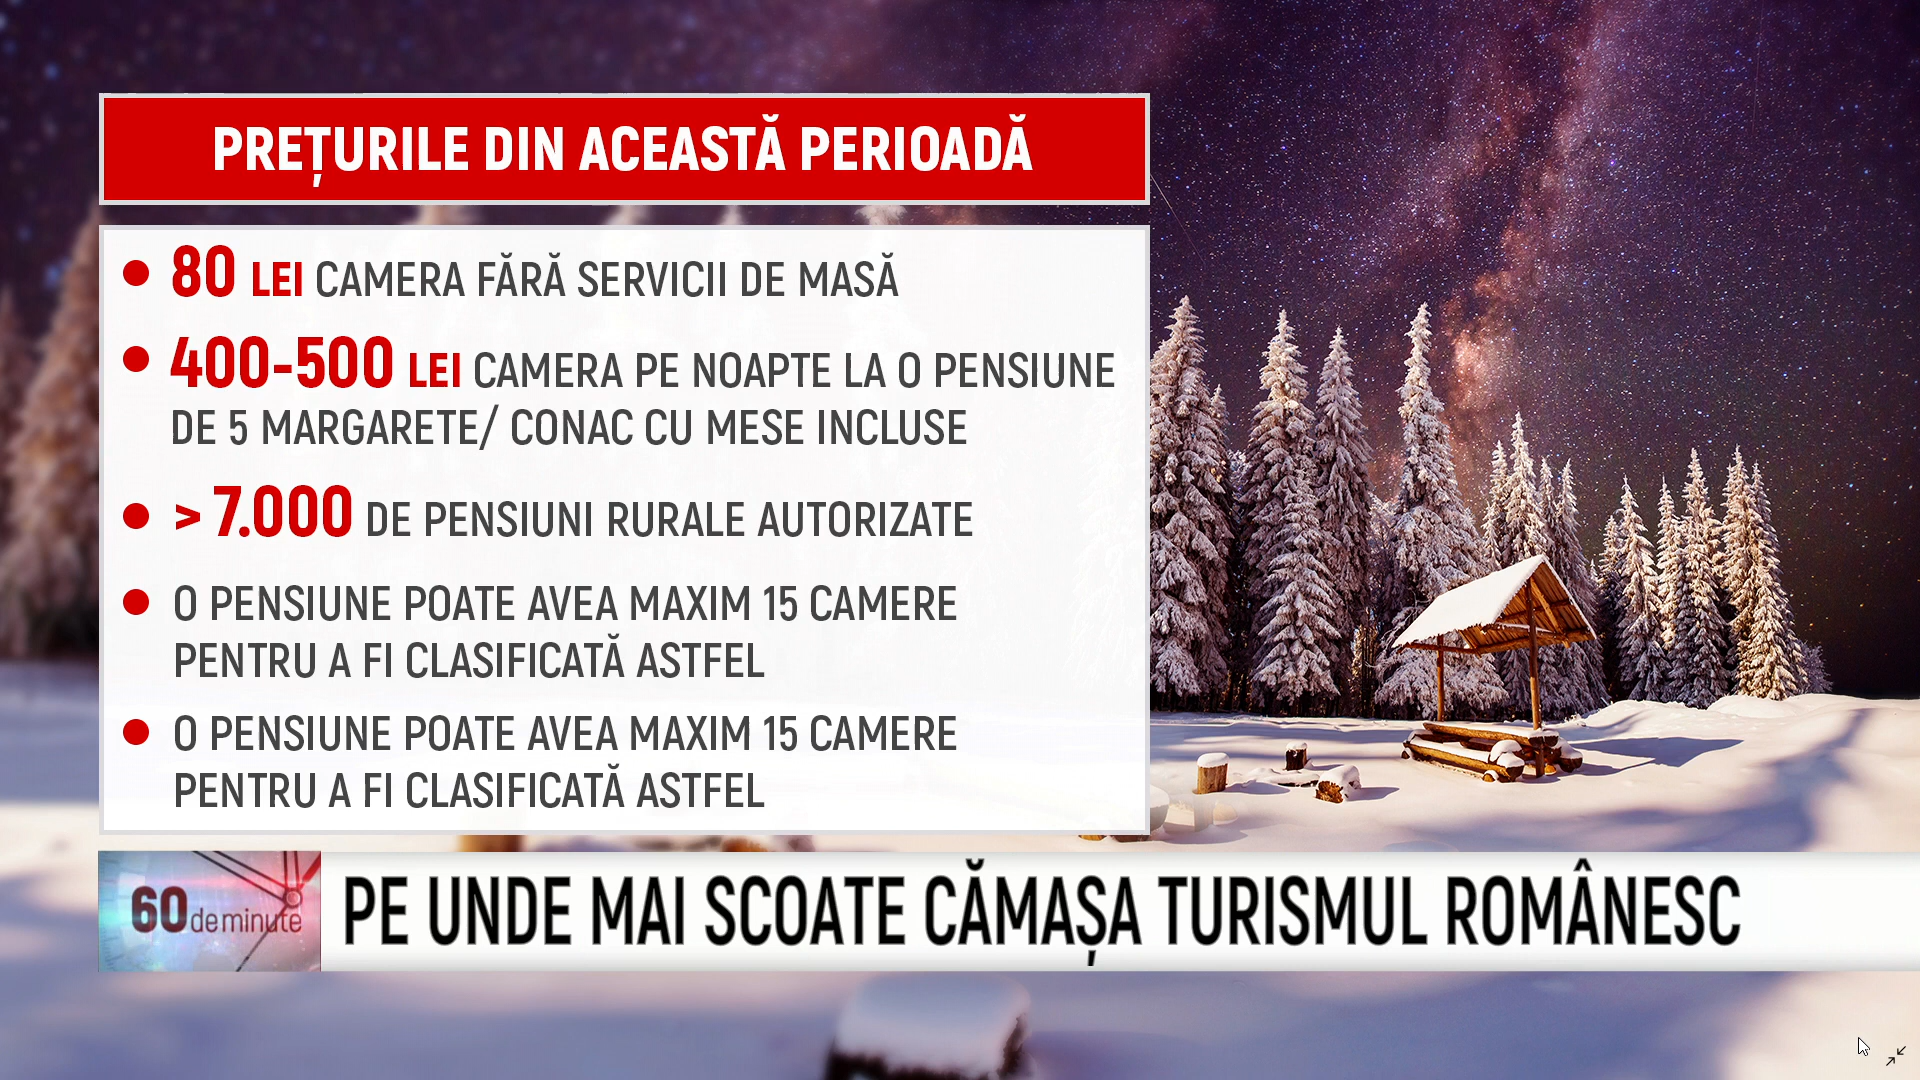 PREȚURILE DIN ACEASTĂ PERIOADĂ
80 LEI CAMERA FĂRĂ SERVICII DE MASĂ
400-500 LEI CAMERA PE NOAPTE LA O PENSIUNE
DE 5 MARGARETE/ CONAC CU MESE INCLUSE
> 7.000 DE PENSIUNI RURALE AUTORIZATE
O PENSIUNE POATE AVEA MAXIM 15 CAMERE
PENTRU A FI CLASIFICATĂ ASTFEL
O PENSIUNE POATE AVEA MAXIM 15 CAMERE
PENTRU A FI CLASIFICATĂ ASTFEL
60 de minute
PE UNDE MAI SCOATE CĂMAȘA TURISMUL ROMÂNESC